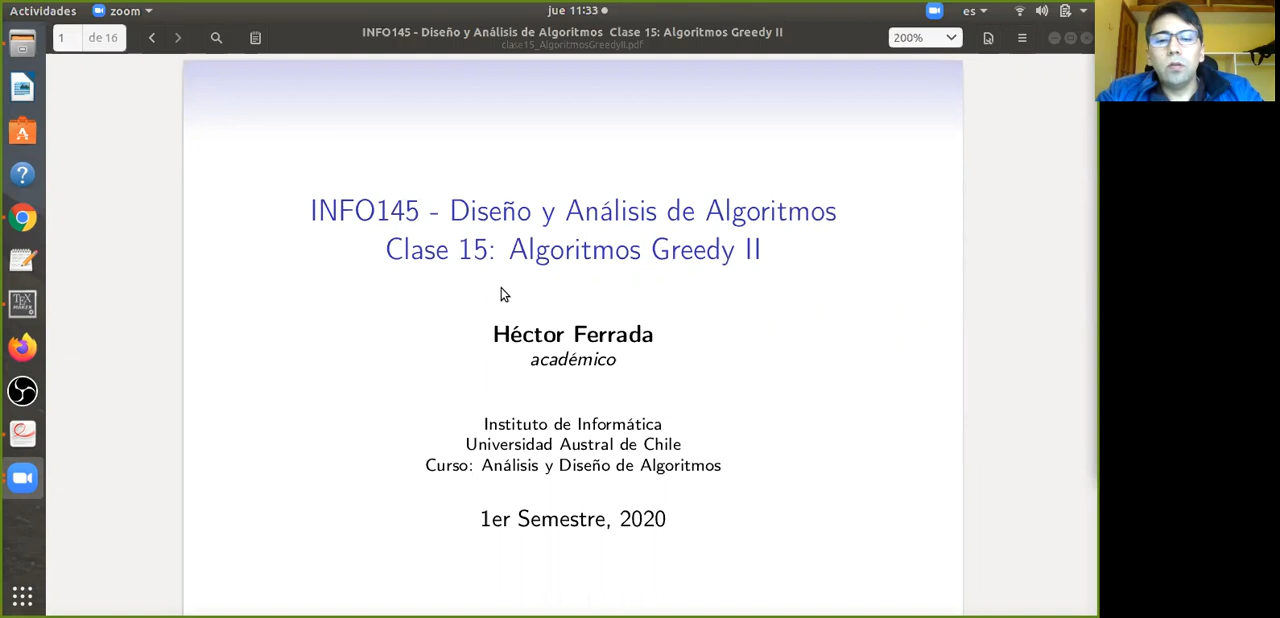 Actividades zoom jue 11:33 es
1 de 16 INFO145 - Diseño y Análisis de Algoritmos Clase 15: Algoritmos Greedy II 200%
clase15_AlgoritmosGreedyII.pdf
INFO145 - Diseño y Análisis de Algoritmos
Clase 15: Algoritmos Greedy II
Héctor Ferrada
académico
Instituto de Informática
Universidad Austral de Chile
Curso: Análisis y Diseño de Algoritmos
1er Semestre, 2020